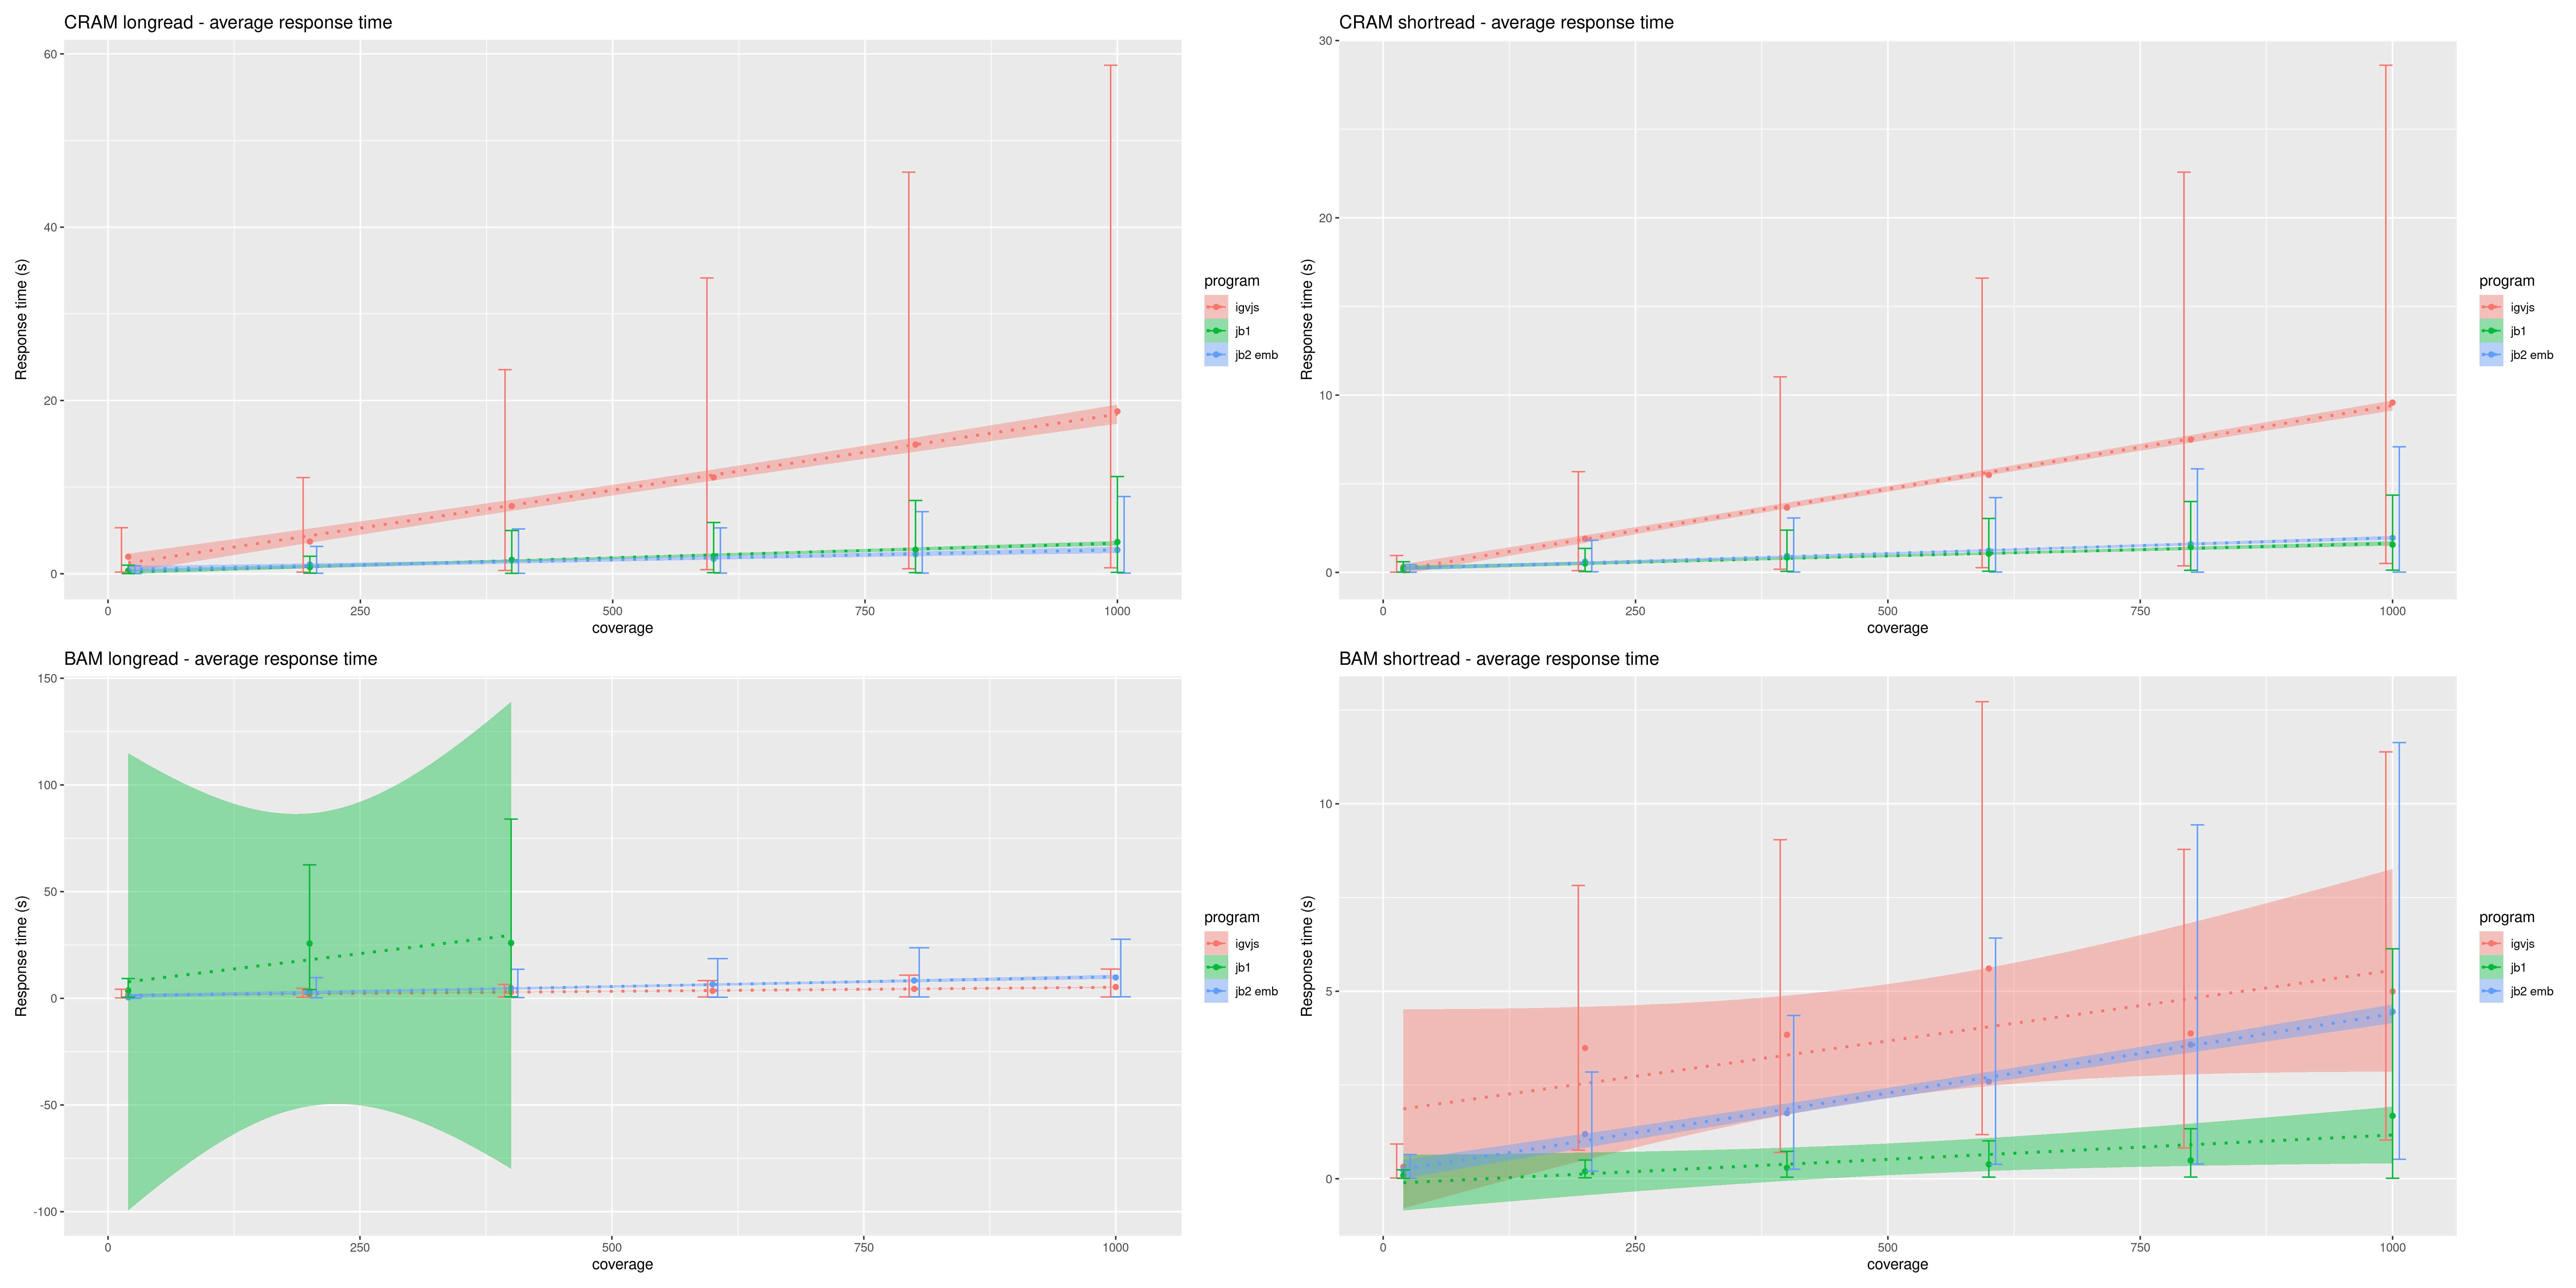 CRAM longread - average response time
60
40
20
0
Response time (s)
0 250 500 750 1000
coverage
program
igvjs
jb1
jb2 emb
CRAM shortread - average response time
30
20
10
0
Response time (s)
0 250 500 750 1000
coverage
program
igvjs
jb1
jb2 emb
BAM longread - average response time
150
100
50
0
-50
-100
Response time (s)
0 250 500 750 1000
coverage
program
igvjs
jb1
jb2 emb
BAM shortread - average response time
10
5
0
Response time (s)
0 250 500 750 1000
coverage
program
igvjs
jb1
jb2 emb